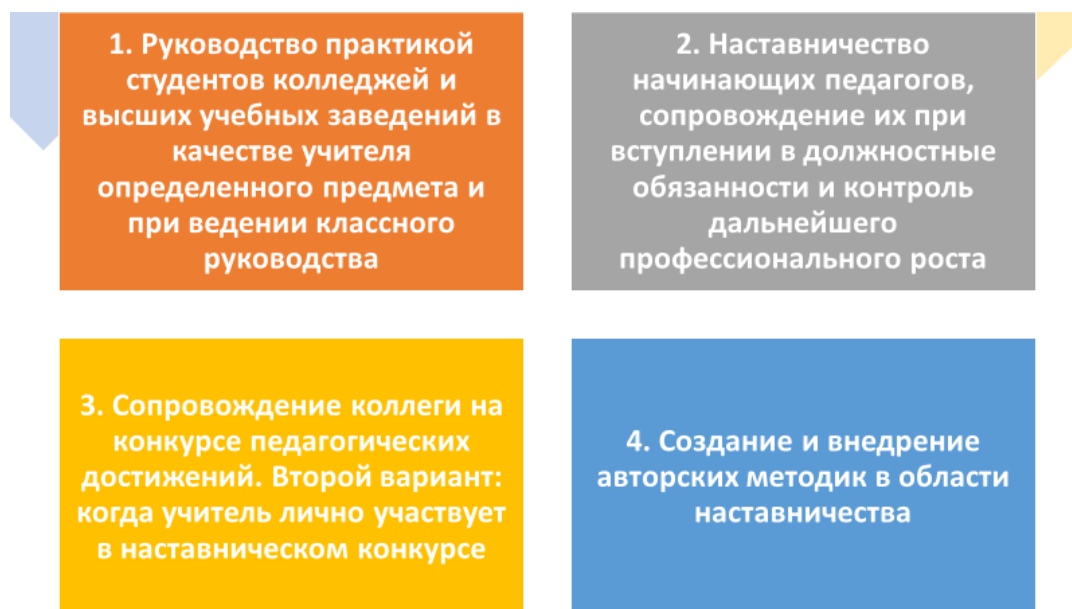 1. Руководство практикой
студентов колледжей и
высших учебных заведений в
качестве учителя
определенного предмета и
при ведении классного
руководства
2. Наставничество
начинающих педагогов,
сопровождение их при
вступлении в должностные
обязанности и контроль
дальнейшего
профессионального роста
3. Сопровождение коллеги на
конкурсе педагогических
достижений. Второй вариант:
когда учитель лично участвует
в наставническом конкурсе
4. Создание и внедрение
авторских методик в области
наставничества